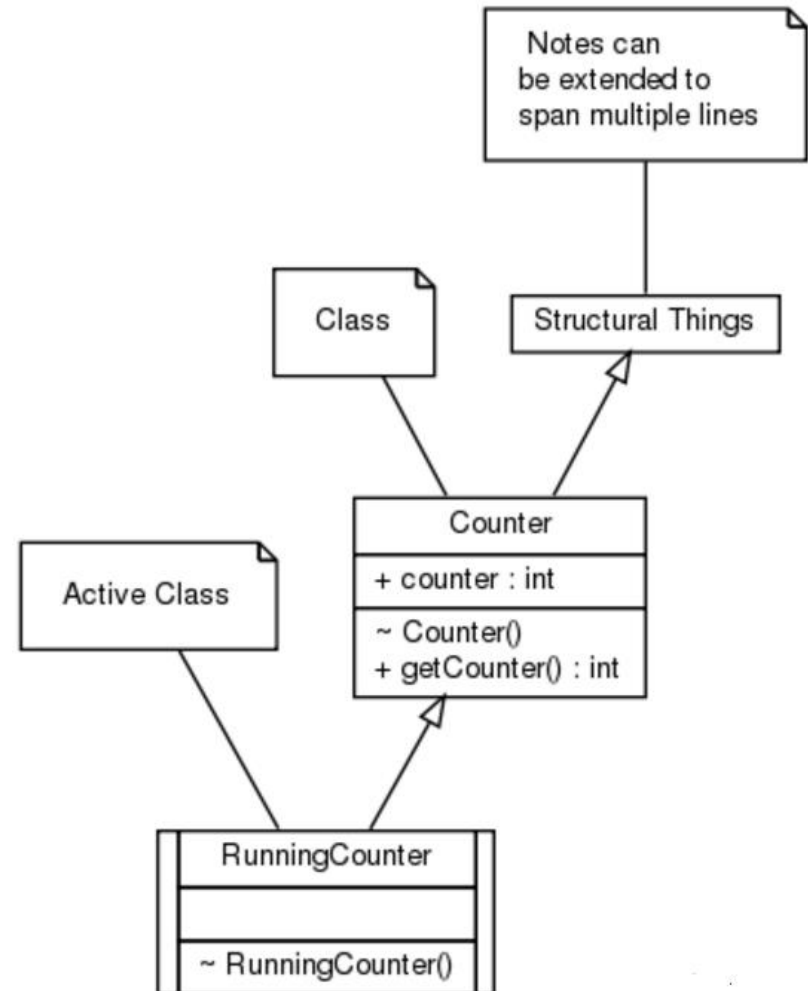 Notes can
be extended to
span multiple lines
Class
Structural Things
Counter
+ counter : int
~ Counter()
+ getCounter() : int
Active Class
RunningCounter
~ RunningCounter()